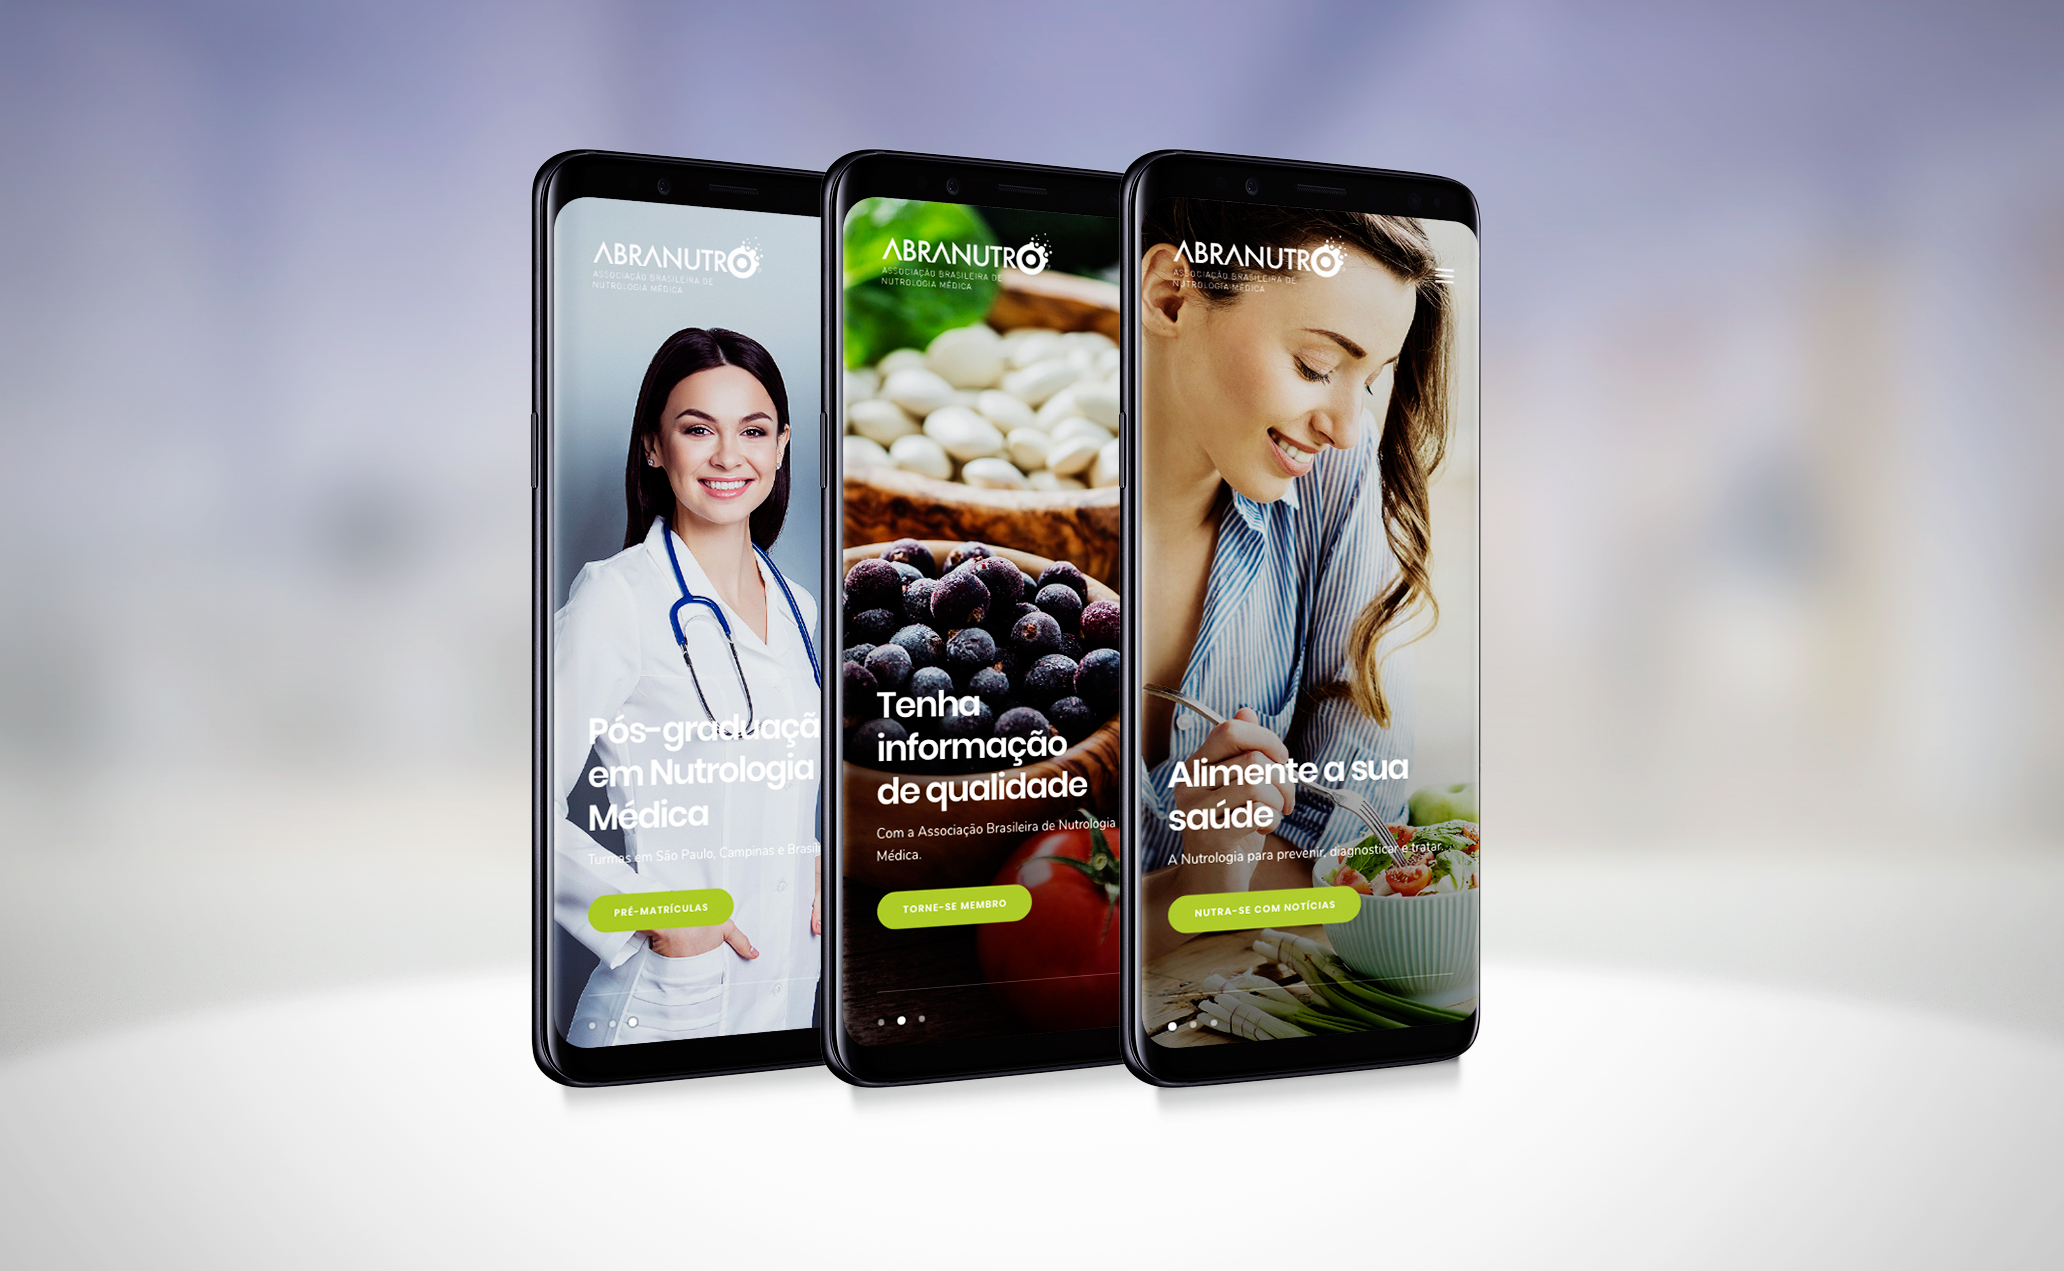 ABRANUTRO
ASSOCIAÇÃO BRASILEIRA DE
NUTROLOGIA MÉDICA
Pós-graduaçã
em Nutrologia
Médica
Turmas em São Paulo, Campinas e Brasíl
PRÉ-MATRÍCULAS
ABRANUTRO
ASSOCIAÇÃO BRASILEIRA DE
NUTROLOGIA MÉDICA
Tenha
informação
de qualidade
Com a Associação Brasileira de Nutrologia
Médica.
TORNE-SE MEMBRO
ABRANUTRO
ASSOCIAÇÃO BRASILEIRA DE
NUTROLOGIA MÉDICA
Alimente a sua
saúde
A Nutrologia para prevenir, diagnosticar e tratar.
NUTRA-SE COM NOTÍCIAS